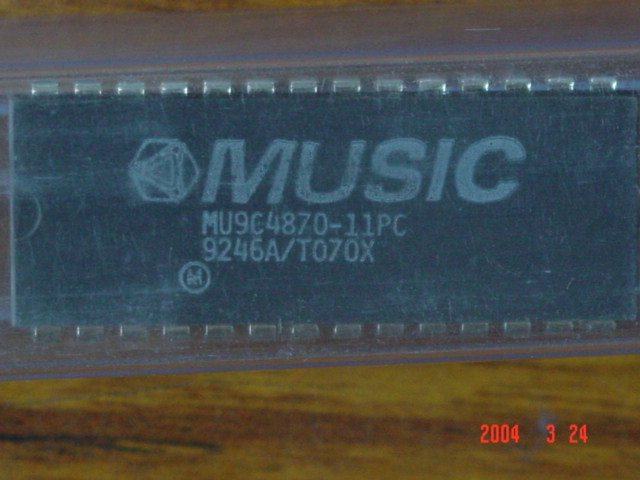 MUSIC
MU9C4870-11PC
9246A/T070X
M
2004 3 24